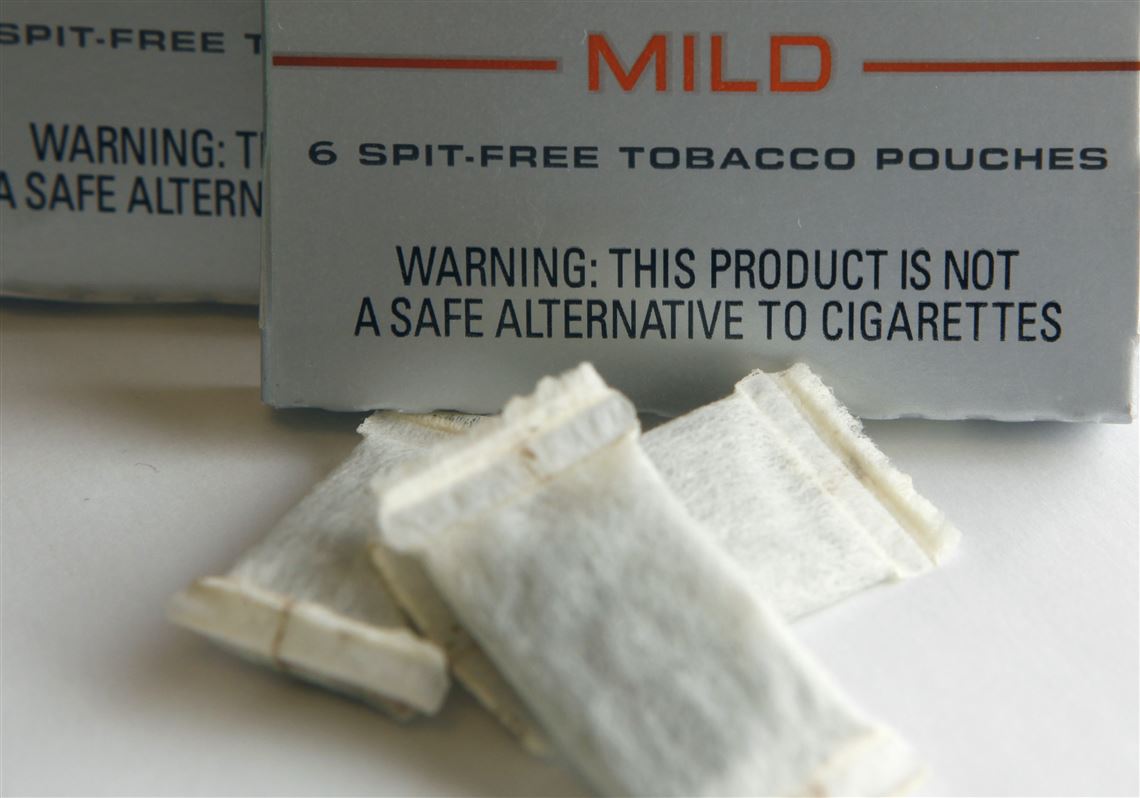 SPIT-FREE T
WARNING: T
A SAFE ALTERN
MILD
6 SPIT-FREE TOBACCO POUCHES
WARNING: THIS PRODUCT IS NOT
A SAFE ALTERNATIVE TO CIGARETTES